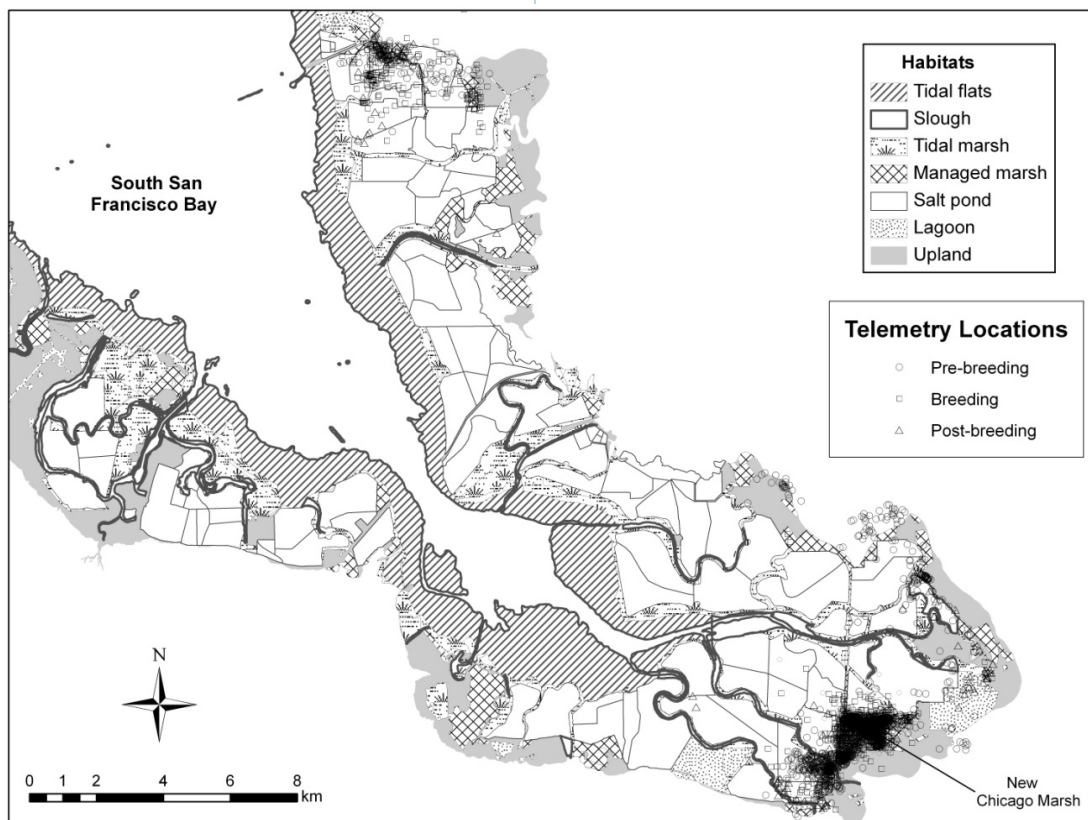 South San
Francisco Bay
Habitats
Tidal flats
Slough
Tidal marsh
Managed marsh
Salt pond
Lagoon
Upland
Telemetry Locations
Pre-breeding
Breeding
Post-breeding
N
0 1 2 4 6 8
km
New
Chicago Marsh